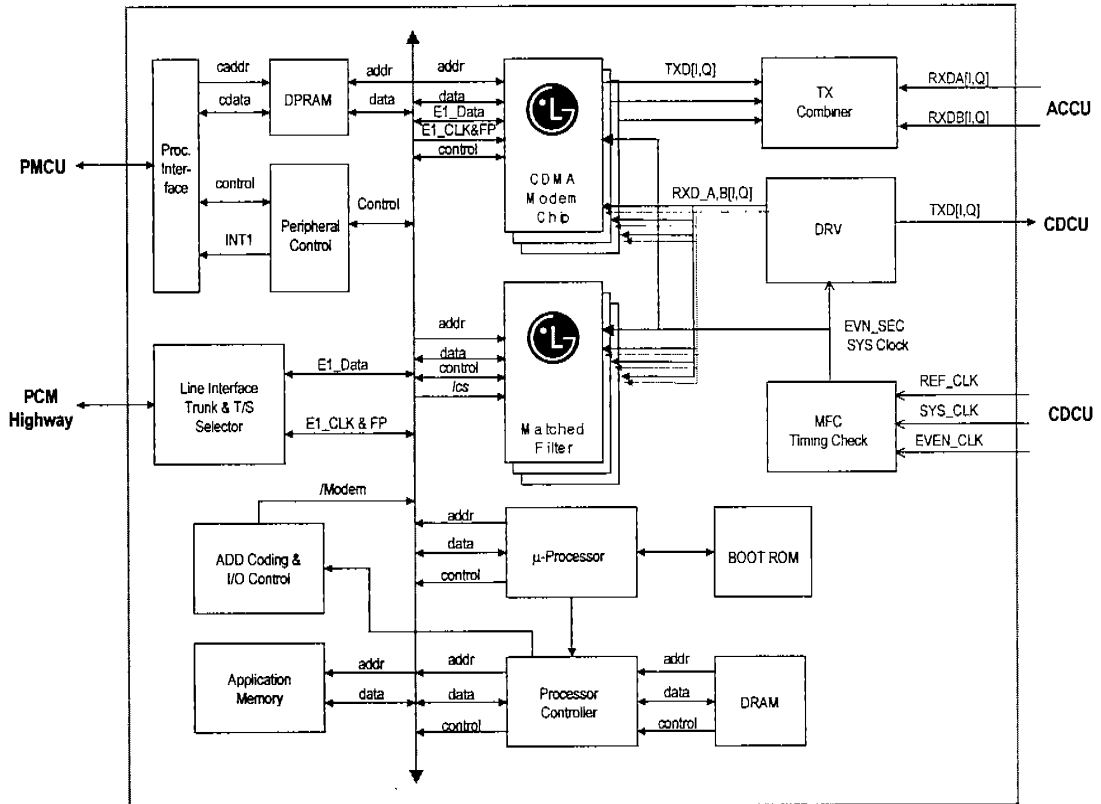 PMCU
PCM
Highway
Proc.
Inter-
face
caddr
cdata
control
INT1
DPRAM
Peripheral
Control
addr
data
Control
addr
data
E1_Data
E1_CLK&FP
control
CDMA
Modem
Chip
TXD[I,Q]
TX
Combiner
RXDA[I,Q]
RXDB[I,Q]
ACCU
RXD_A,B[I,Q]
DRV
TXD[I,Q]
CDCU
Line Interface
Trunk & T/S
Selector
E1_Data
E1_CLK & FP
addr
data
control
/cs
Matched
Filter
EVN_SEC
SYS Clock
MFC
Timing Check
REF_CLK
SYS_CLK
EVEN_CLK
CDCU
/Modem
ADD Coding &
I/O Control
addr
data
control
μ-Processor
BOOT ROM
Application
Memory
addr
data
addr
data
control
Processor
Controller
addr
data
control
DRAM